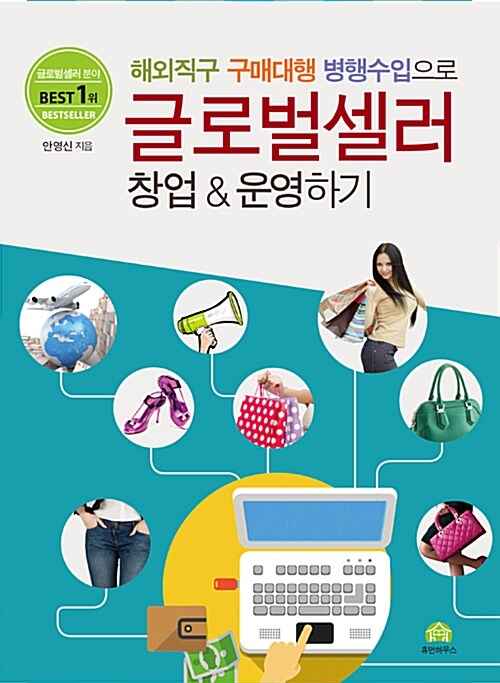 글로벌셀러 분야
BEST 1위
BESTSELLER
안영신 지음
해외직구 구매대행 병행수입으로
글로벌셀러
창업 & 운영하기
휴먼하우스